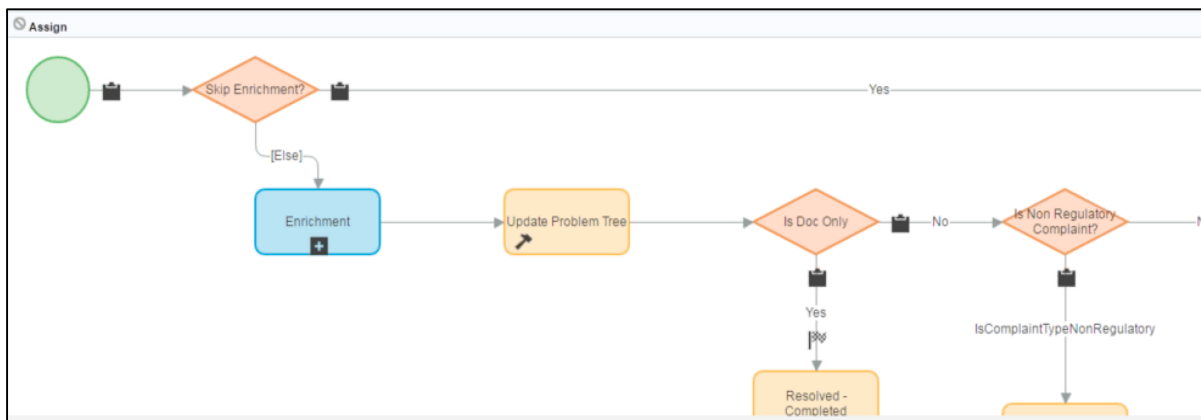 Assign
Skip Enrichment?
Yes
[Else]
Enrichment
Update Problem Tree
Is Doc Only
No
Is Non Regulatory
Complaint?
N
Yes
IsComplaintTypeNonRegulatory
Resolved -
Completed